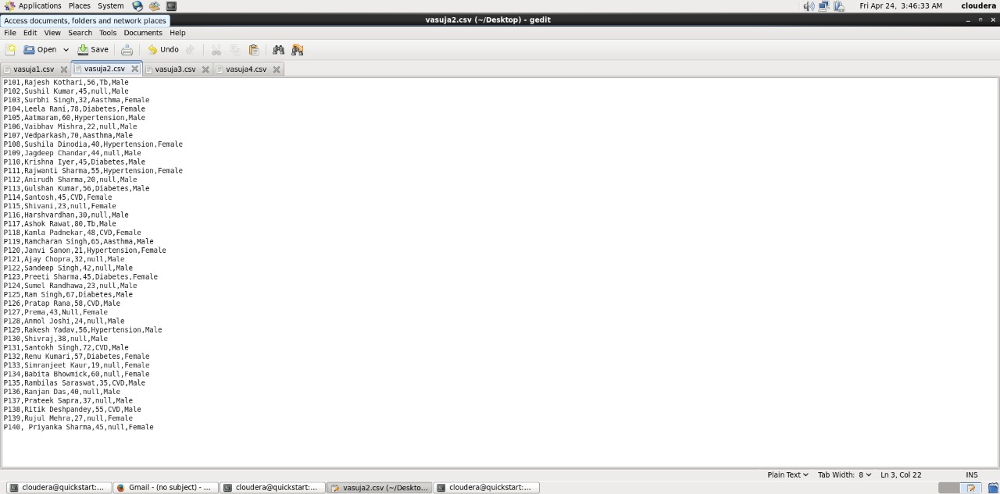 Applications Places System Fri Apr 24, 3:46:33 AM cloudera
Access documents, folders and network places vasuja2.csv (~/Desktop) - gedit
File Edit View Search Tools Documents Help
Open Save Undo
vasuja1.csv vasuja2.csv vasuja3.csv vasuja4.csv
P101,Rajesh Kothari,56,Tb,Male
P102,Sushil Kumar,45,null,Male
P103,Surbhi Singh,32,Aasthma,Female
P104,Leela Rani,78,Diabetes,Female
P105,Aatmaram,60,Hypertension,Male
P106,Vaibhav Mishra,22,null,Male
P107,Vedparkash,70,Aasthma,Male
P108,Sushila Dinodia,40,Hypertension,Female
P109,Jagdeep Chandar,44,null,Male
P110,Krishna Iyer,45,Diabetes,Male
P111,Rajwanti Sharma,55,Hypertension,Female
P112,Anirudh Sharma,20,null,Male
P113,Gulshan Kumar,56,Diabetes,Male
P114,Santosh,45,CVD,Female
P115,Shivani,23,null,Female
P116,Harshvardhan,30,null,Male
P117,Ashok Rawat,80,Tb,Male
P118,Kamla Padnekar,48,CVD,Female
P119,Ramcharan Singh,65,Aasthma,Male
P120,Janvi Sanon,21,Hypertension,Female
P121,Ajay Chopra,32,null,Male
P122,Sandeep Singh,42,null,Male
P123,Preeti Sharma,45,Diabetes,Female
P124,Sumel Randhawa,23,null,Male
P125,Ram Singh,67,Diabetes,Male
P126,Pratap Rana,58,CVD,Male
P127,Prema,43,Null,Female
P128,Anmol Joshi,24,null,Male
P129,Rakesh Yadav,56,Hypertension,Male
P130,Shivraj,38,null,Male
P131,Santokh Singh,72,CVD,Male
P132,Renu Kumari,57,Diabetes,Female
P133,Simranjeet Kaur,19,null,Female
P134,Babita Bhowmick,60,null,Female
P135,Rambilas Saraswat,35,CVD,Male
P136,Ranjan Das,40,null,Male
P137,Prateek Sapra,37,null,Male
P138,Ritik Deshpandey,55,CVD,Male
P139,Rujul Mehra,27,null,Female
P140, Priyanka Sharma,45,null,Female
Plain Text Tab Width: 8 Ln 3, Col 22 INS
cloudera@quickstart:... Gmail - (no subject) - ... cloudera@quickstart:... vasuja2.csv (~/Deskto... cloudera@quickstart:...